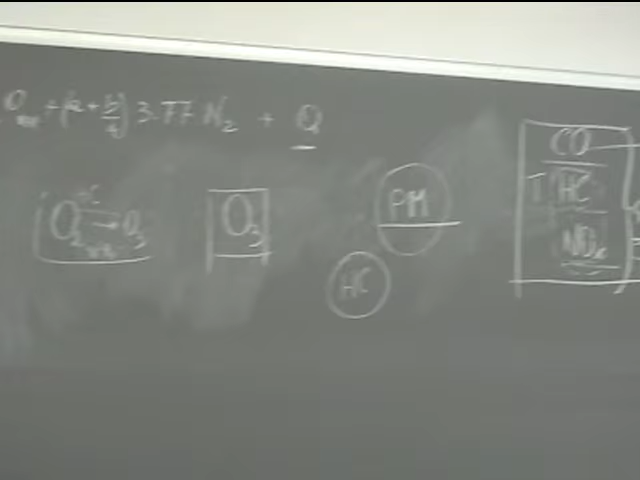 + (a + b/4) 3.77 N₂ + Q
O₂ → O₃
O₃
PM
HC
CO
T HC
NOx